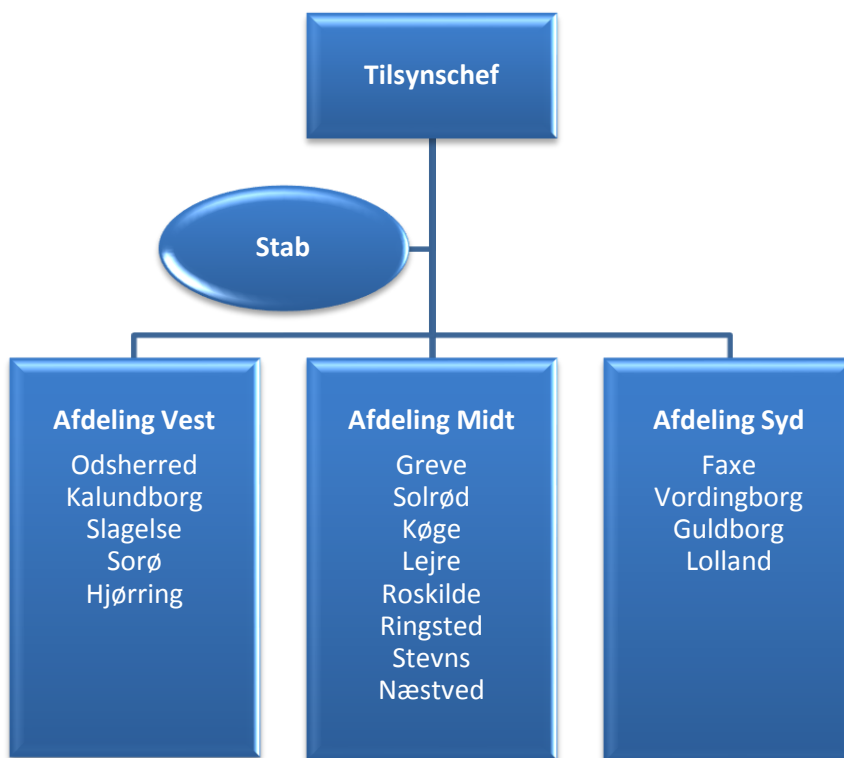 Tilsynschef
Stab
Afdeling Vest
Odsherred
Kalundborg
Slagelse
Sorø
Hjørring
Afdeling Midt
Greve
Solrød
Køge
Lejre
Roskilde
Ringsted
Stevns
Næstved
Afdeling Syd
Faxe
Vordingborg
Guldborg
Lolland